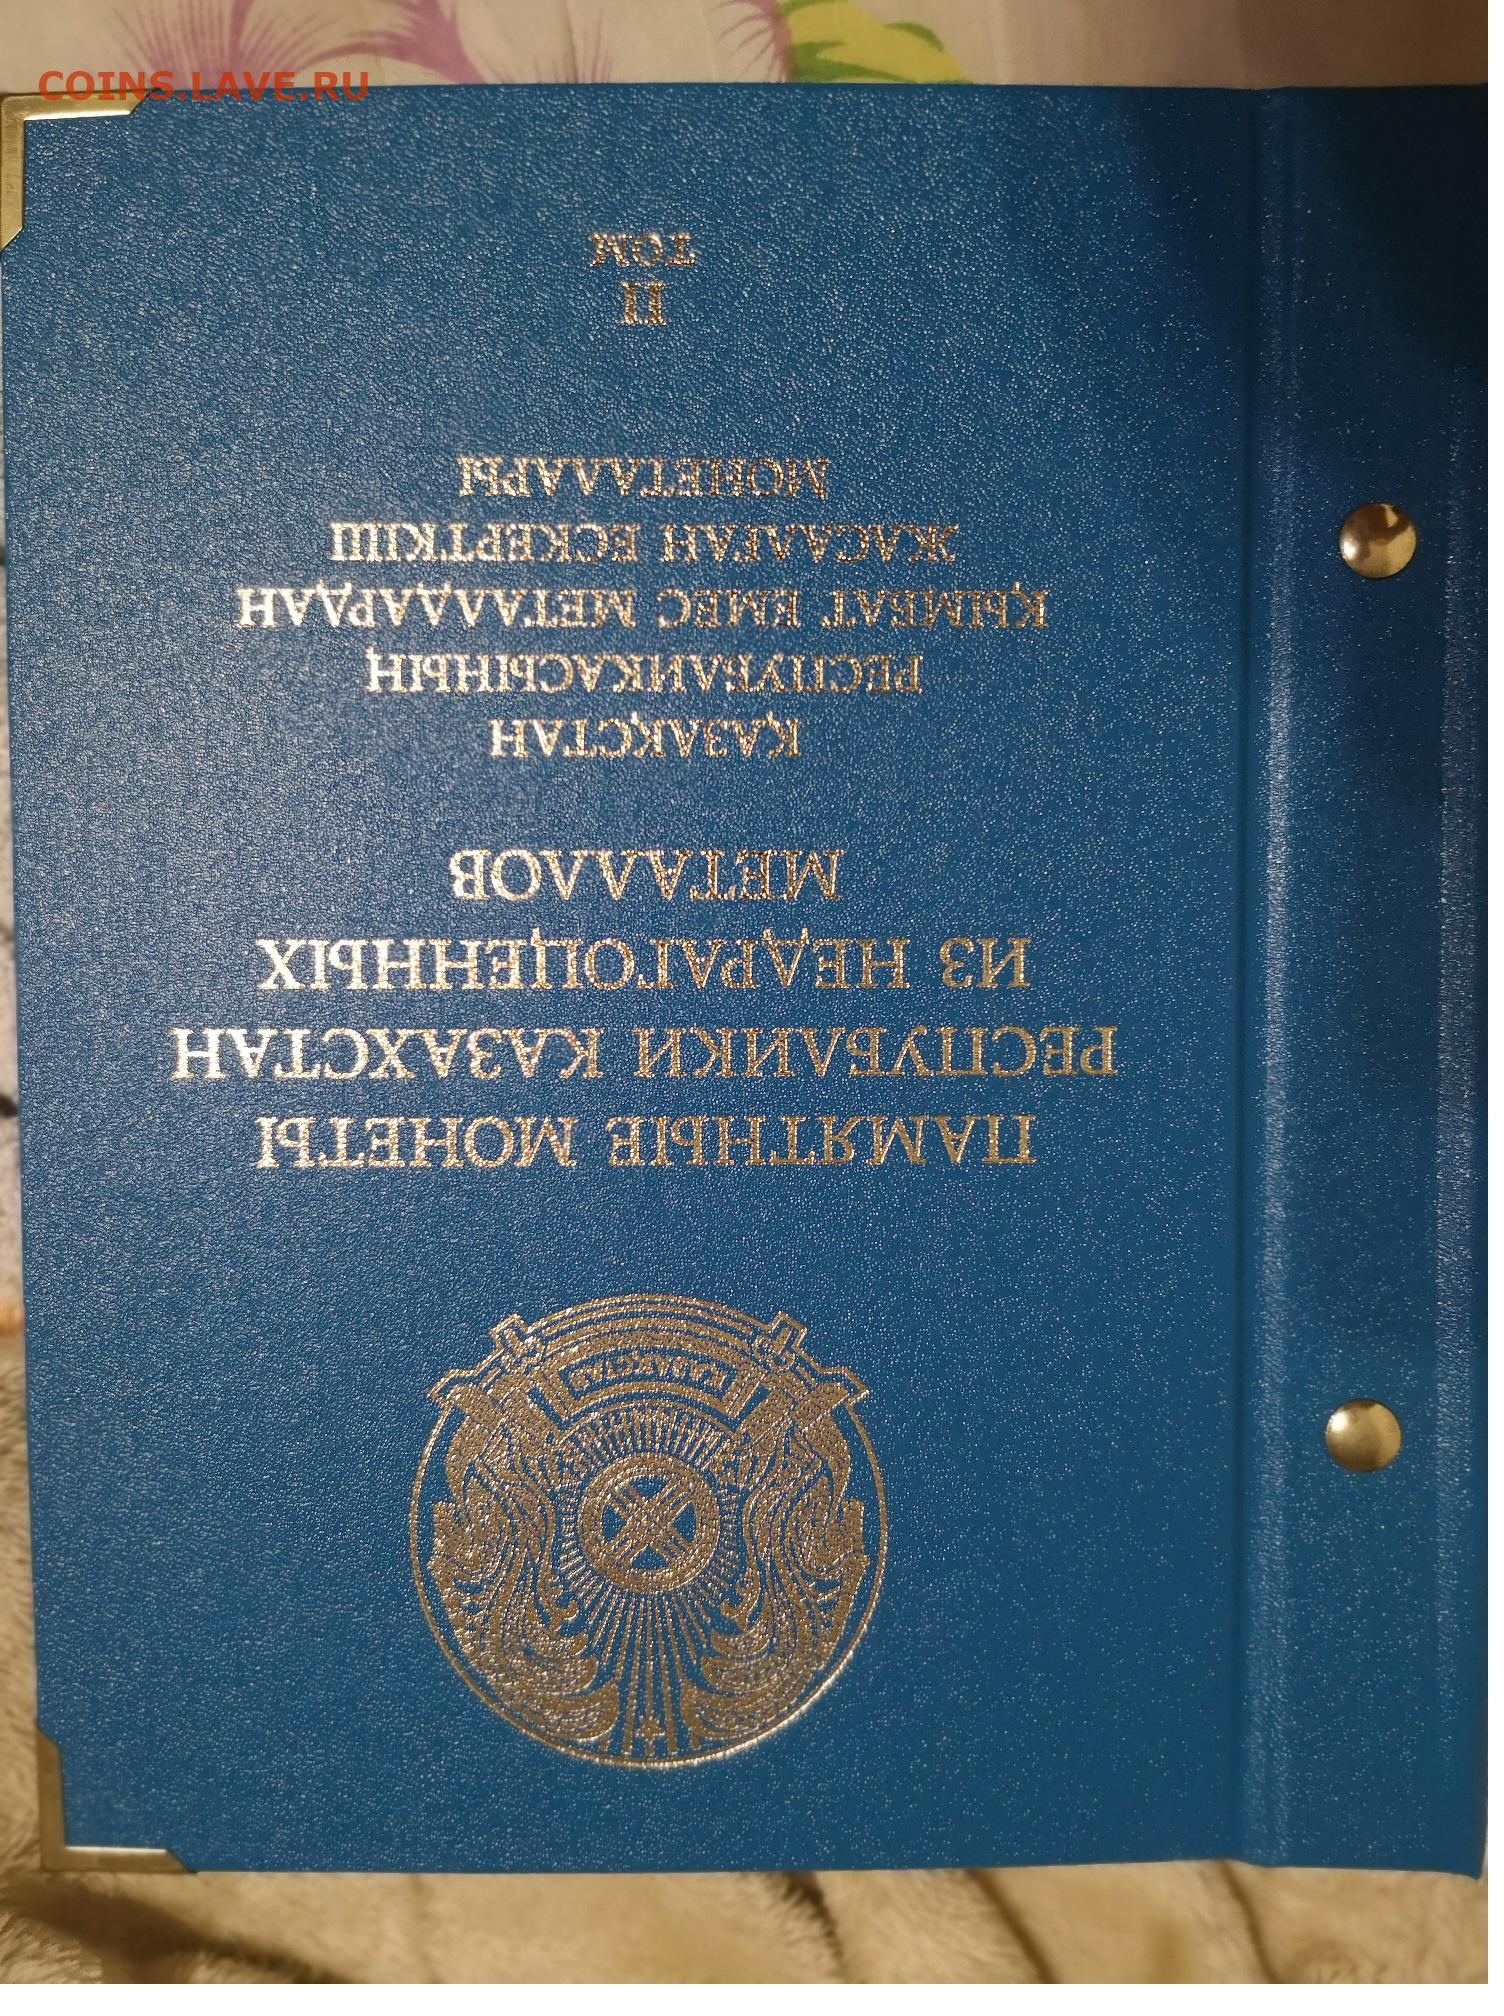 COINS.LAVE.RU
ҚАЗАҚСТАН
ПАМЯТНЫЕ МОНЕТЫ
РЕСПУБЛИКИ КАЗАХСТАН
ИЗ НЕДРАГОЦЕННЫХ
МЕТАЛЛОВ
ҚАЗАҚСТАН
РЕСПУБЛИКАСЫНЫҢ
ҚЫМБАТ ЕМЕС МЕТАЛДАРДАН
ЖАСАЛҒАН ЕСКЕРТКІШ
МОНЕТАЛАРЫ
II
ТОМ